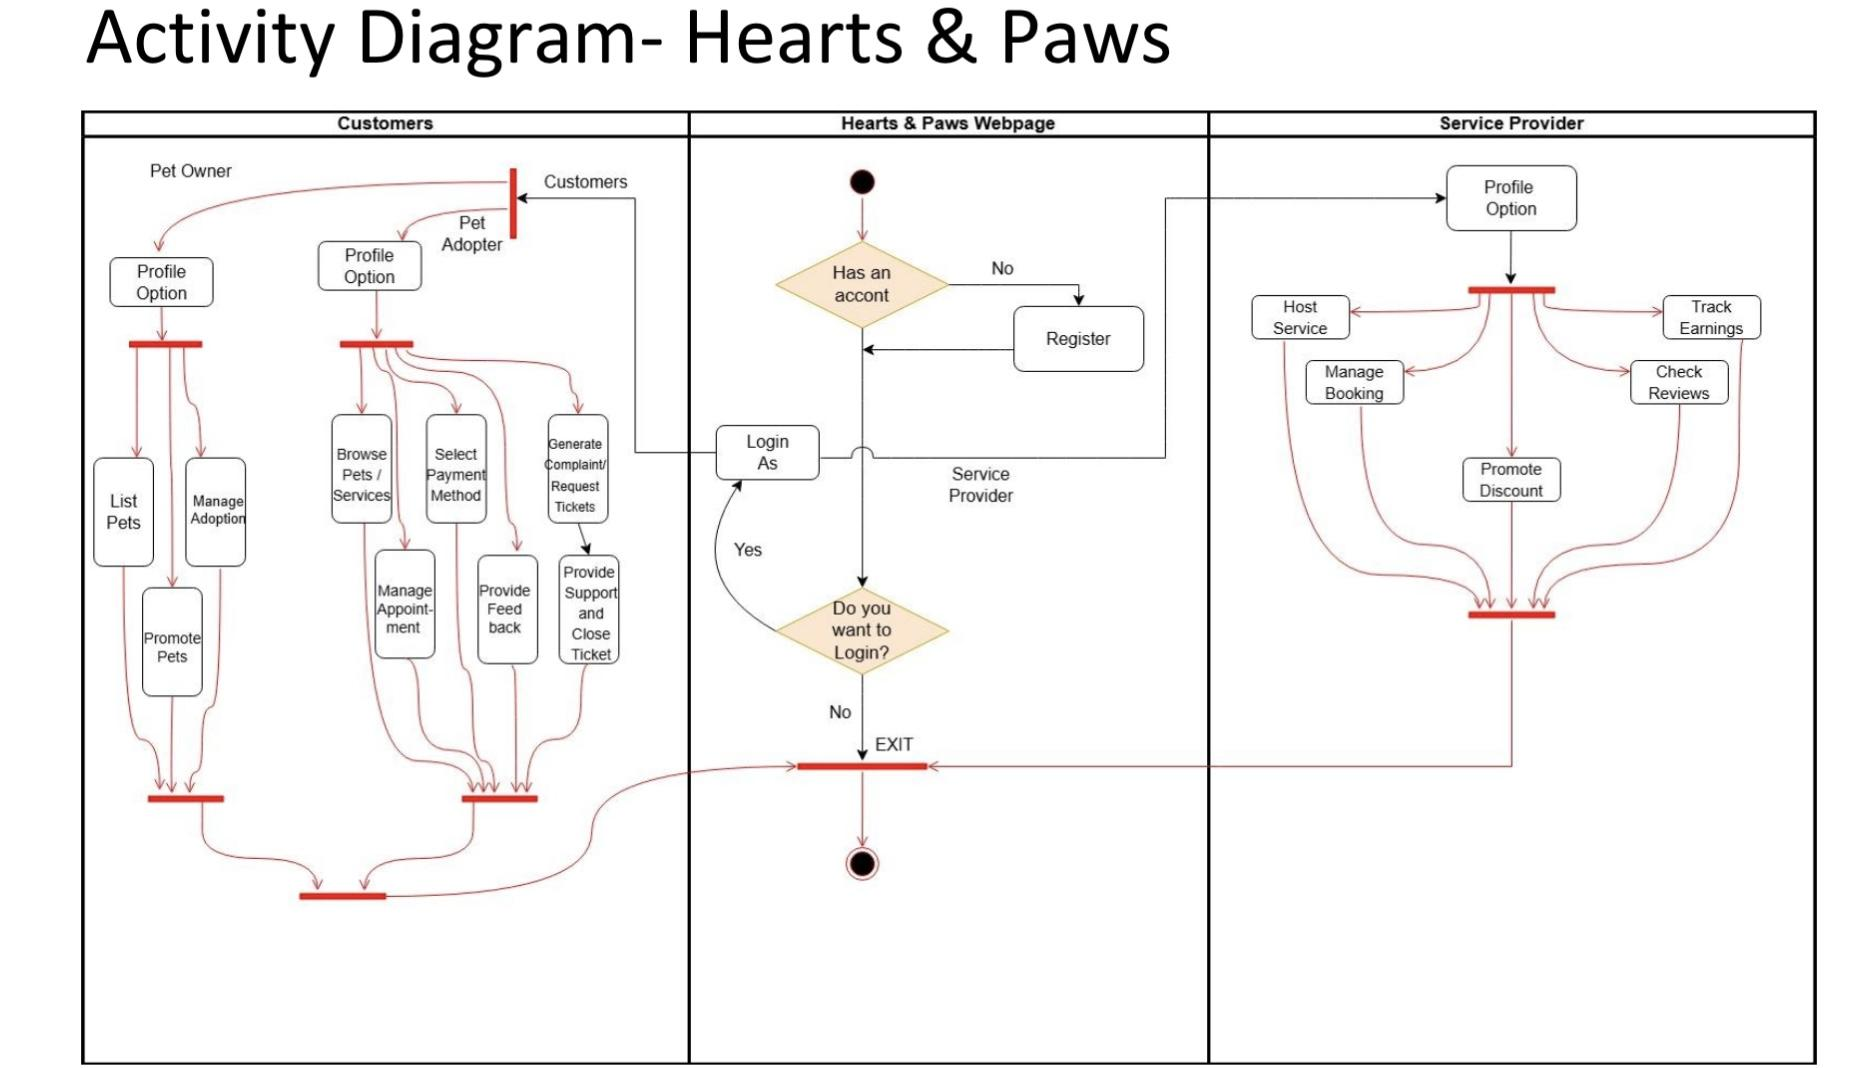 Activity Diagram- Hearts & Paws
Customers
Hearts & Paws Webpage
Service Provider
Pet Owner
Customers
Pet
Adopter
Profile
Option
Profile
Option
List
Pets
Manage
Adoption
Promote
Pets
Browse
Pets /
Services
Select
Payment
Method
Generate
Complaint/
Request
Tickets
Manage
Appoint-
ment
Provide
Feed
back
Provide
Support
and
Close
Ticket
Has an
accont
No
Register
Login
As
Service
Provider
Yes
Do you
want to
Login?
No
EXIT
Profile
Option
Host
Service
Track
Earnings
Manage
Booking
Check
Reviews
Promote
Discount